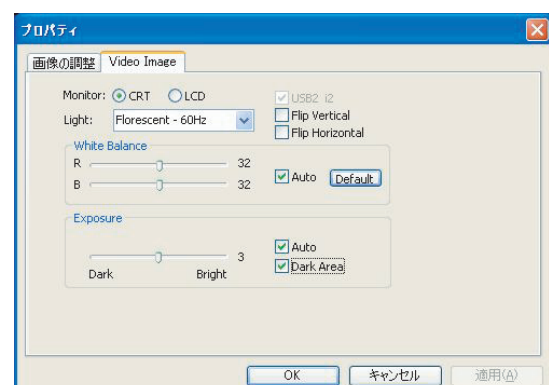 プロパティ
画像の調整 Video Image
Monitor: CRT LCD
USB2 i2
Light: Florescent - 60Hz
Flip Vertical
Flip Horizontal
White Balance
R 32
B 32
Auto Default
Exposure
3
Auto
Dark Area
Dark Bright
OK キャンセル 適用(A)